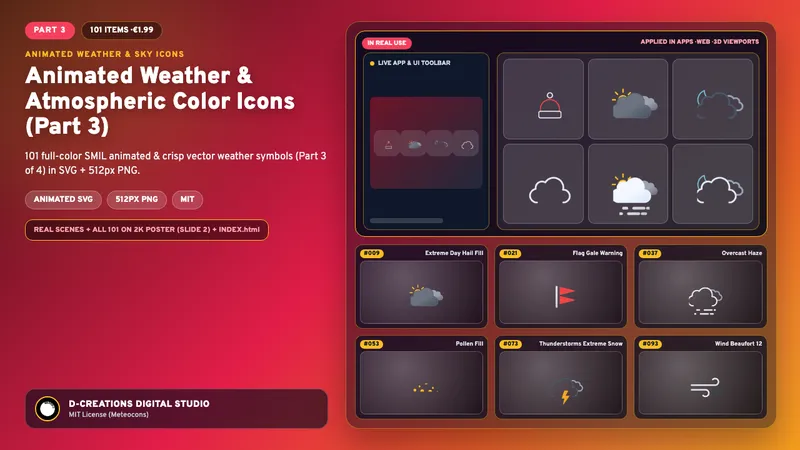 PART 3
101 ITEMS · €1.99
ANIMATED WEATHER & SKY ICONS
Animated Weather &
Atmospheric Color Icons
(Part 3)
101 full-color SMIL animated & crisp vector weather symbols (Part 3
of 4) in SVG + 512px PNG.
ANIMATED SVG
512PX PNG
MIT
REAL SCENES + ALL 101 ON 2K POSTER (SLIDE 2) + INDEX.html
D-CREATIONS DIGITAL STUDIO
MIT License (Meteocons)
IN REAL USE
APPLIED IN APPS · WEB · 3D VIEWPORTS
LIVE APP & UI TOOLBAR
#009
Extreme Day Hail Fill
#021
Flag Gale Warning
#037
Overcast Haze
#053
Pollen Fill
#073
Thunderstorms Extreme Snow
#093
Wind Beaufort 12